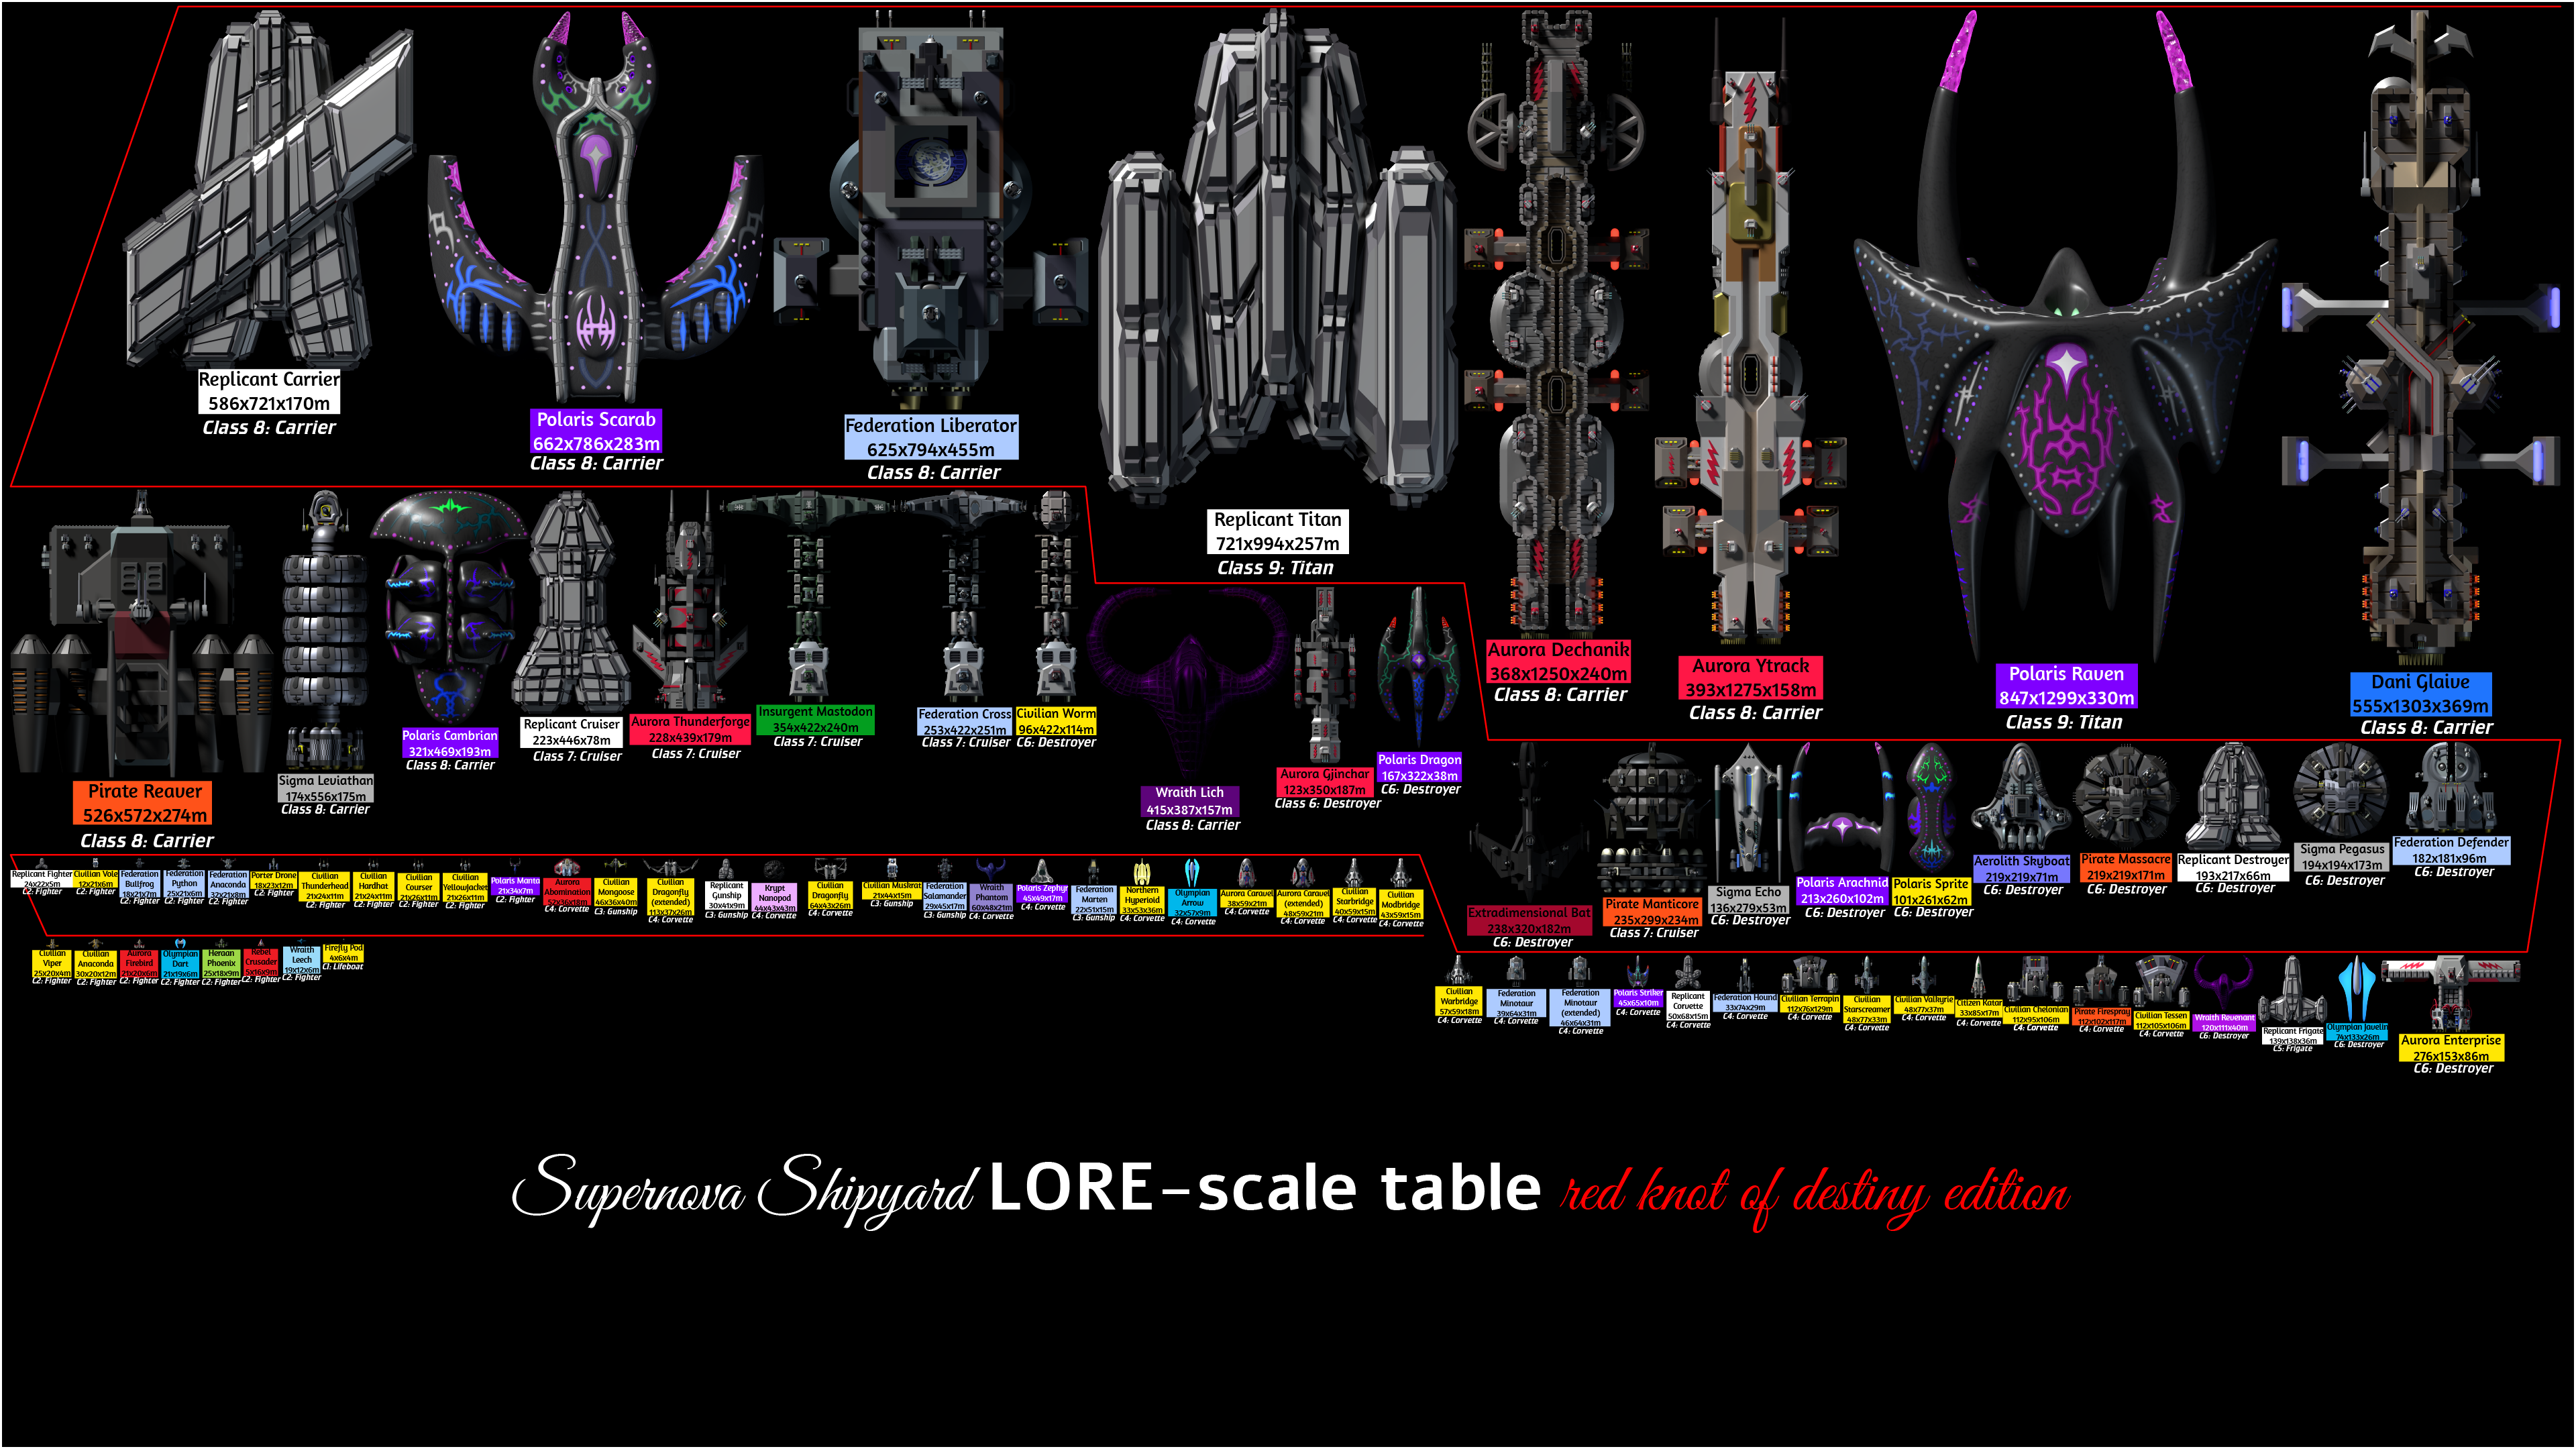 Replicant Carrier
586x721x170m
Class 8: Carrier
Polaris Scarab
662x786x283m
Class 8: Carrier
Federation Liberator
625x794x455m
Class 8: Carrier
Replicant Titan
721x994x257m
Class 9: Titan
Aurora Dechanik
368x1250x240m
Class 8: Carrier
Aurora Ytrack
393x1275x158m
Class 8: Carrier
Polaris Raven
847x1299x330m
Class 9: Titan
Dani Glaive
555x1303x369m
Class 8: Carrier
Pirate Reaver
526x572x274m
Class 8: Carrier
Sigma Leviathan
174x556x175m
Class 8: Carrier
Polaris Cambrian
321x469x193m
Class 8: Carrier
Replicant Cruiser
223x446x78m
Class 7: Cruiser
Aurora Thunderforge
228x439x179m
Class 7: Cruiser
Insurgent Mastodon
354x422x240m
Class 7: Cruiser
Federation Cross
253x422x251m
Class 7: Cruiser
Civilian Worm
96x422x114m
C6: Destroyer
Wraith Lich
415x387x157m
Class 8: Carrier
Aurora Gjinchar
123x350x187m
Class 6: Destroyer
Polaris Dragon
167x322x38m
C6: Destroyer
Extradimensional Bat
238x320x182m
C6: Destroyer
Pirate Manticore
235x299x234m
Class 7: Cruiser
Sigma Echo
136x279x53m
C6: Destroyer
Polaris Arachnid
213x260x102m
C6: Destroyer
Polaris Sprite
101x261x62m
C6: Destroyer
Aerolith Skyboat
219x219x71m
C6: Destroyer
Pirate Massacre
219x219x171m
C6: Destroyer
Replicant Destroyer
193x217x66m
C6: Destroyer
Sigma Pegasus
194x194x173m
C6: Destroyer
Federation Defender
182x181x96m
C6: Destroyer
Replicant Fighter
24x22x5m
C2: Fighter
Civilian Vole
12x21x6m
C2: Fighter
Federation
Bullfrog
18x21x7m
C2: Fighter
Federation
Python
25x21x6m
C2: Fighter
Federation
Anaconda
32x21x8m
C2: Fighter
Porter Drone
18x23x12m
C2: Fighter
Civilian
Thunderhead
21x24x11m
C2: Fighter
Civilian
Hardhat
21x24x11m
C2: Fighter
Civilian
Courser
21x26x11m
C2: Fighter
Civilian
YellowJacket
21x26x11m
C2: Fighter
Polaris Manta
21x34x7m
C2: Fighter
Aurora
Abomination
52x36x18m
C4: Corvette
Civilian
Mongoose
46x36x40m
C3: Gunship
Civilian
Dragonfly
(extended)
113x37x26m
C4: Corvette
Replicant
Gunship
30x41x9m
C3: Gunship
Krypt
Nanopod
44x43x43m
C4: Corvette
Civilian
Dragonfly
64x43x26m
C4: Corvette
Civilian Muskrat
21x44x15m
C3: Gunship
Federation
Salamander
29x45x17m
C3: Gunship
Wraith
Phantom
60x48x21m
C4: Corvette
Polaris Zephyr
45x49x17m
C4: Corvette
Federation
Marten
22x51x15m
C3: Gunship
Northern
Hyperioid
33x53x36m
C4: Corvette
Olympian
Arrow
32x57x9m
C4: Corvette
Aurora Caravel
38x59x21m
C4: Corvette
Aurora Caravel
(extended)
48x59x21m
C4: Corvette
Civilian
Starbridge
40x59x15m
C4: Corvette
Civilian
Modbridge
43x59x15m
C4: Corvette
Civilian
Viper
25x20x4m
C2: Fighter
Civilian
Anaconda
30x20x12m
C2: Fighter
Aurora
Firebird
21x20x6m
C2: Fighter
Olympian
Dart
21x19x6m
C2: Fighter
Heraan
Phoenix
25x18x9m
C2: Fighter
Rebel
Crusader
5x16x9m
C2: Fighter
Wraith
Leech
19x12x6m
C2: Fighter
Firefly Pod
4x6x4m
C1: Lifeboat
Civilian
Warbridge
57x59x18m
C4: Corvette
Federation
Minotaur
39x64x31m
C4: Corvette
Federation
Minotaur
(extended)
46x64x31m
C4: Corvette
Polaris Striker
45x65x10m
C4: Corvette
Replicant
Corvette
50x68x15m
C4: Corvette
Federation Hound
33x74x29m
C4: Corvette
Civilian Terrapin
112x76x129m
C4: Corvette
Civilian
Starscreamer
48x77x33m
C4: Corvette
Civilian Valkyrie
48x77x37m
C4: Corvette
Citizen Katar
33x85x17m
C4: Corvette
Civilian Chelonian
112x95x106m
C4: Corvette
Pirate Firespray
112x102x117m
C4: Corvette
Civilian Tessen
112x105x106m
C4: Corvette
Wraith Revenant
120x111x40m
C6: Destroyer
Replicant Frigate
139x138x36m
C5: Frigate
Olympian Javelin
74x133x26m
C6: Destroyer
Aurora Enterprise
276x153x86m
C6: Destroyer
Supernova Shipyard LORE-scale table red knot of destiny edition